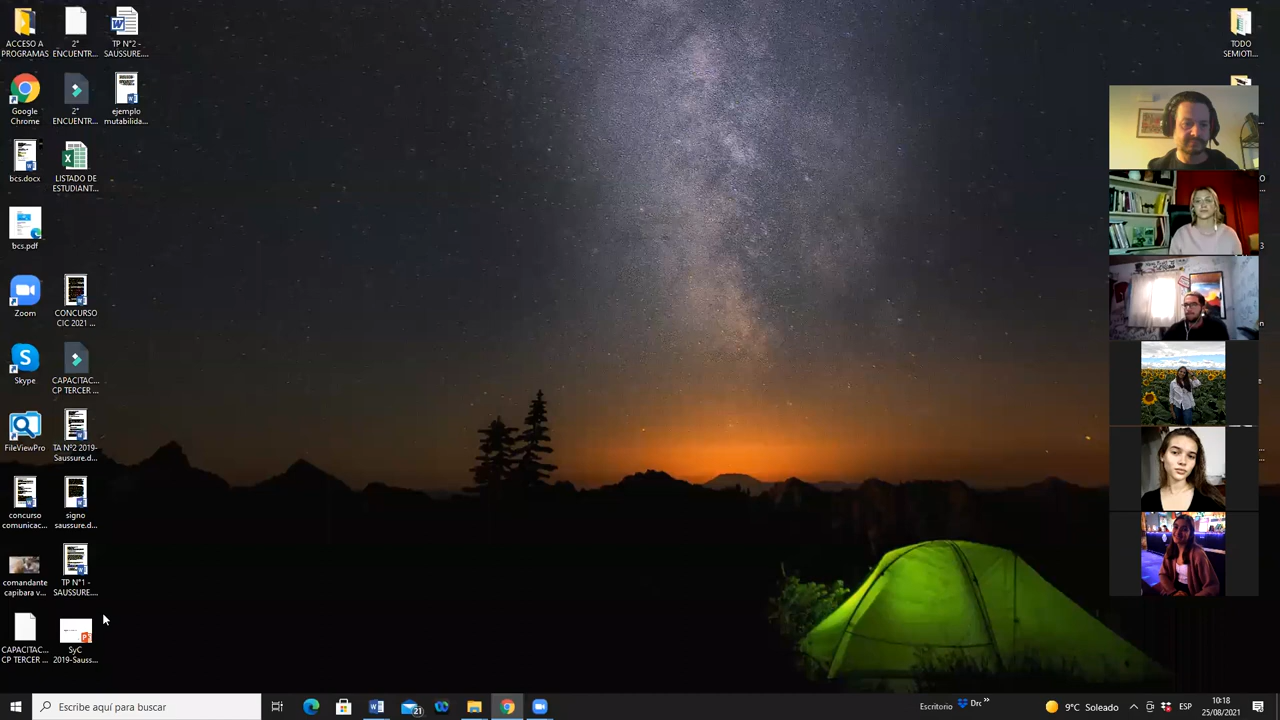 ACCESO A
PROGRAMAS
2°
ENCUENTR...
TP N°2 -
SAUSSURE....
Google
Chrome
2°
ENCUENTR...
ejemplo
mutabilida...
bcs.docx
LISTADO DE
ESTUDIANT...
bcs.pdf
Zoom
CONCURSO
CIC 2021 ...
Skype
CAPACITAC...
CP TERCER ...
FileViewPro
TA Nº2 2019-
Saussure.d...
concurso
comunicac...
signo
saussure.d...
comandante
capibara v...
TP N°1 -
SAUSSURE....
CAPACITAC...
CP TERCER ...
SyC
2019-Sauss...
TODO
SEMIOTI...
Escribe aquí para buscar
21
Escritorio
Drc
9°C Soleado
ESP
10:18
25/08/2021